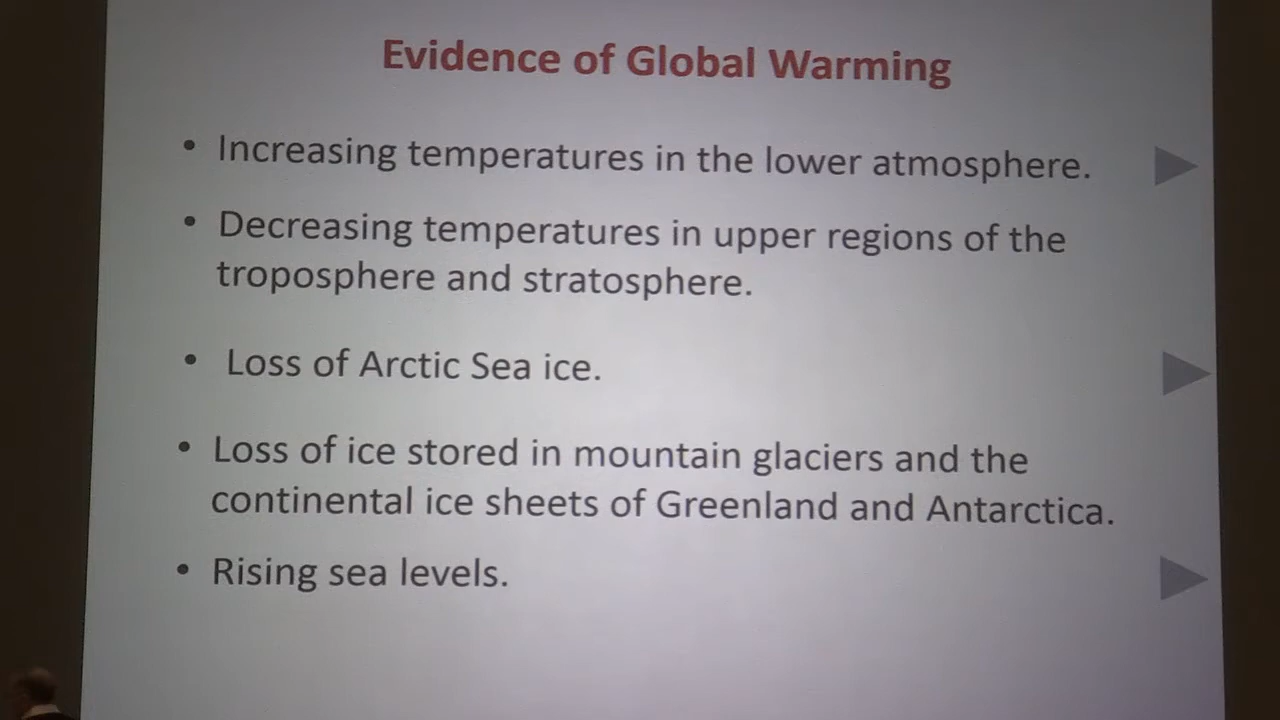 Evidence of Global Warming
• Increasing temperatures in the lower atmosphere.
• Decreasing temperatures in upper regions of the
troposphere and stratosphere.
• Loss of Arctic Sea ice.
• Loss of ice stored in mountain glaciers and the
continental ice sheets of Greenland and Antarctica.
• Rising sea levels.